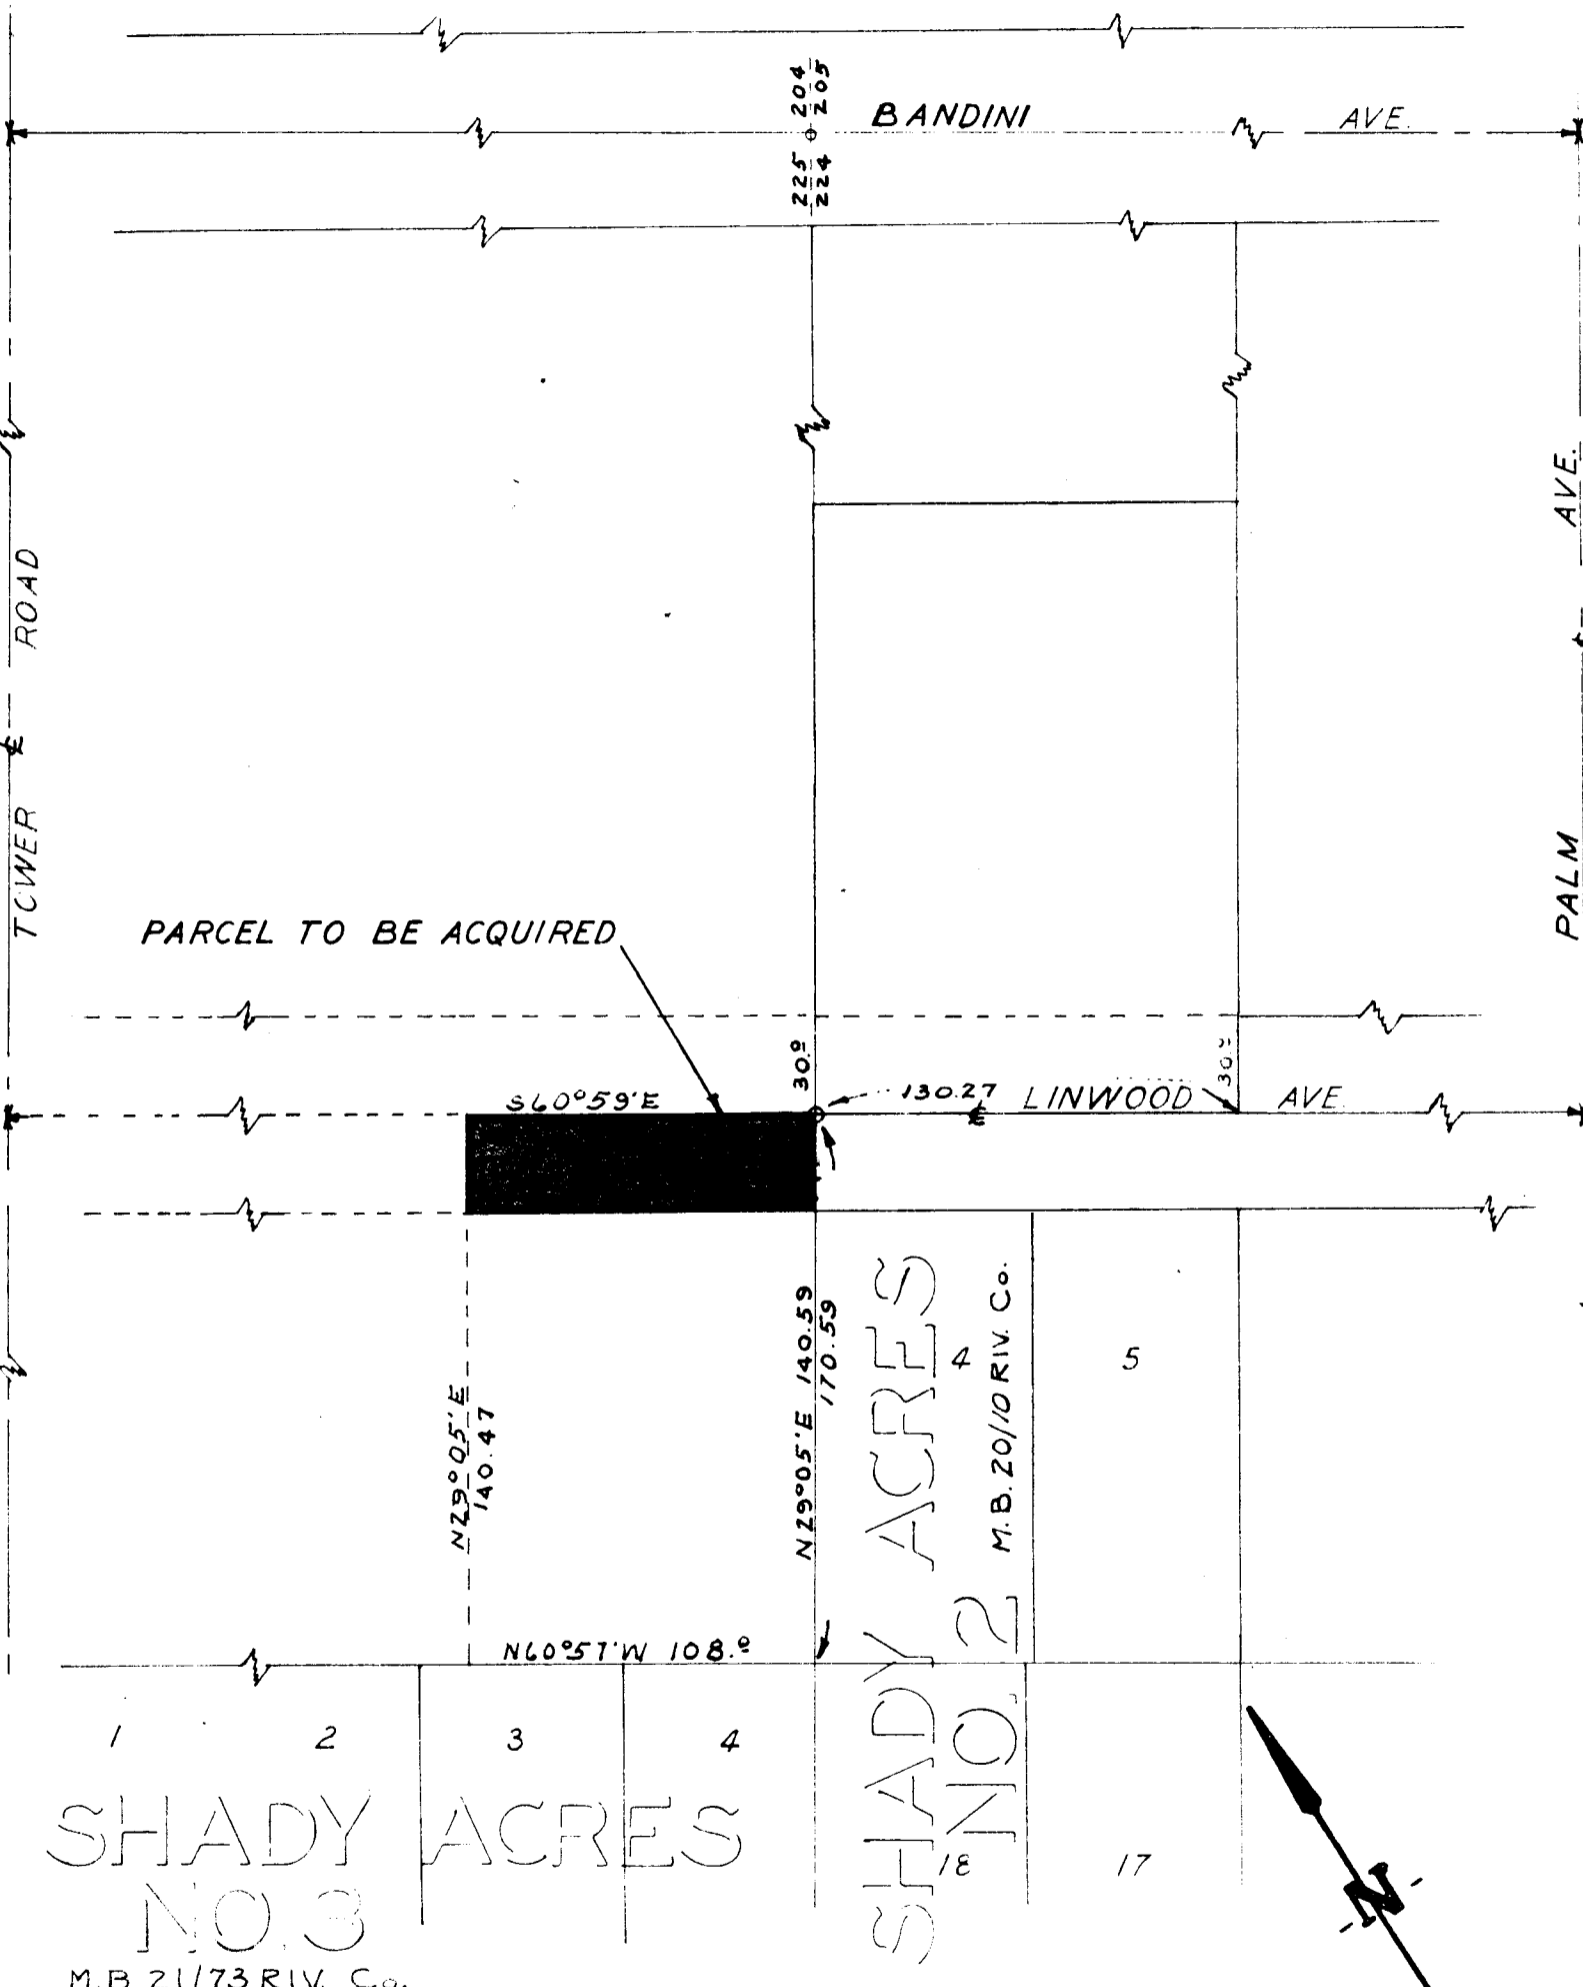 204
205
BANDINI AVE.
225
224
TOWER ℄ ROAD
PALM AVE.
PARCEL TO BE ACQUIRED
30.º
30.º
S60°59'E
130.27
℄ LINWOOD AVE.
N29°05'E
140.47
N29°05'E 140.59
170.59
SHADY ACRES
NO. 2
M.B. 20/10 RIV. Co.
4
5
N60°57'W 108.º
1
2
3
4
SHADY ACRES
NO. 3
M.B. 21/73 RIV. Co.
18
17
N